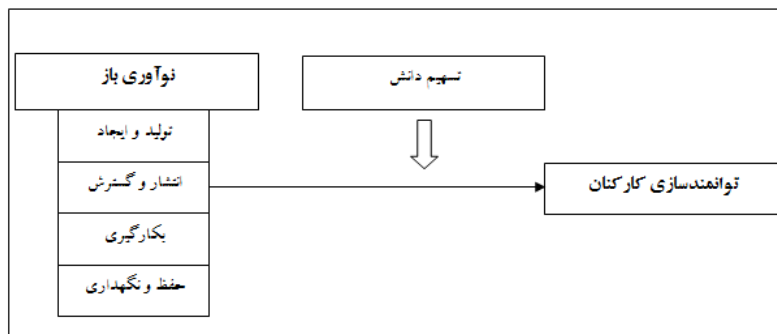 نوآوری باز
تسهیم دانش
تولید و ایجاد
انتشار و گسترش
بکارگیری
حفظ و نگهداری
توانمندسازی کارکنان